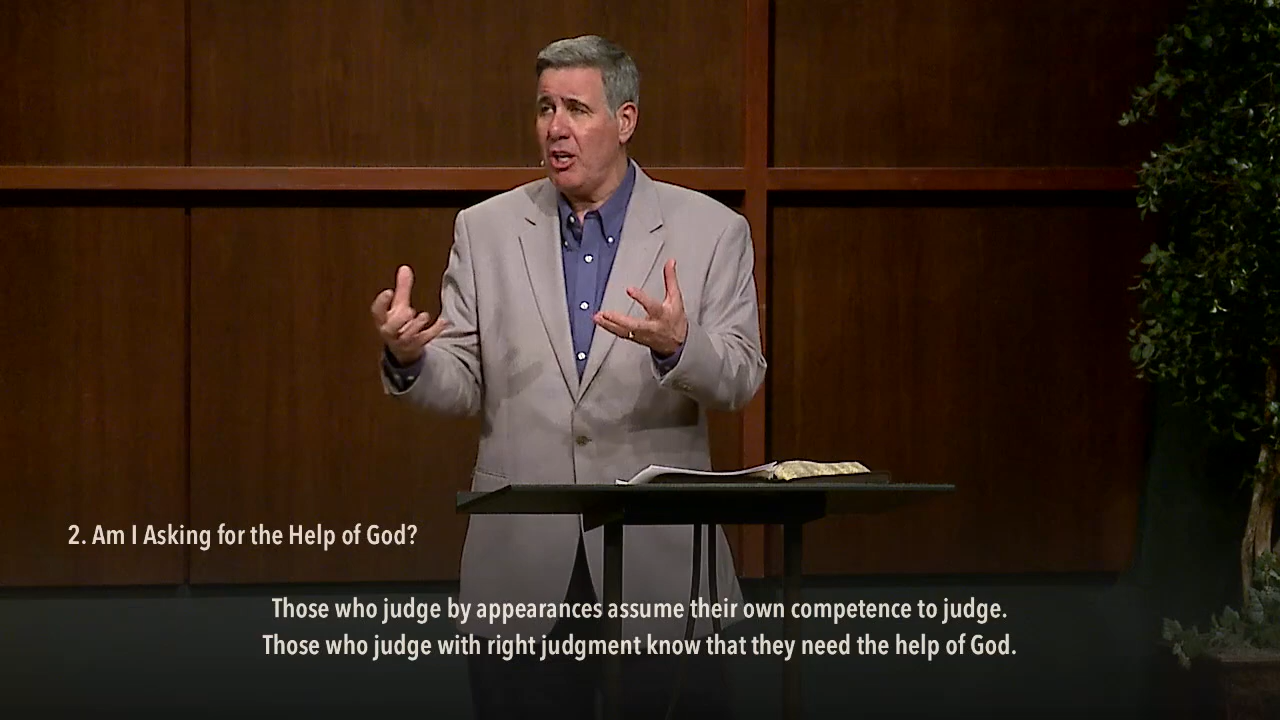 2. Am I Asking for the Help of God?
Those who judge by appearances assume their own competence to judge.
Those who judge with right judgment know that they need the help of God.